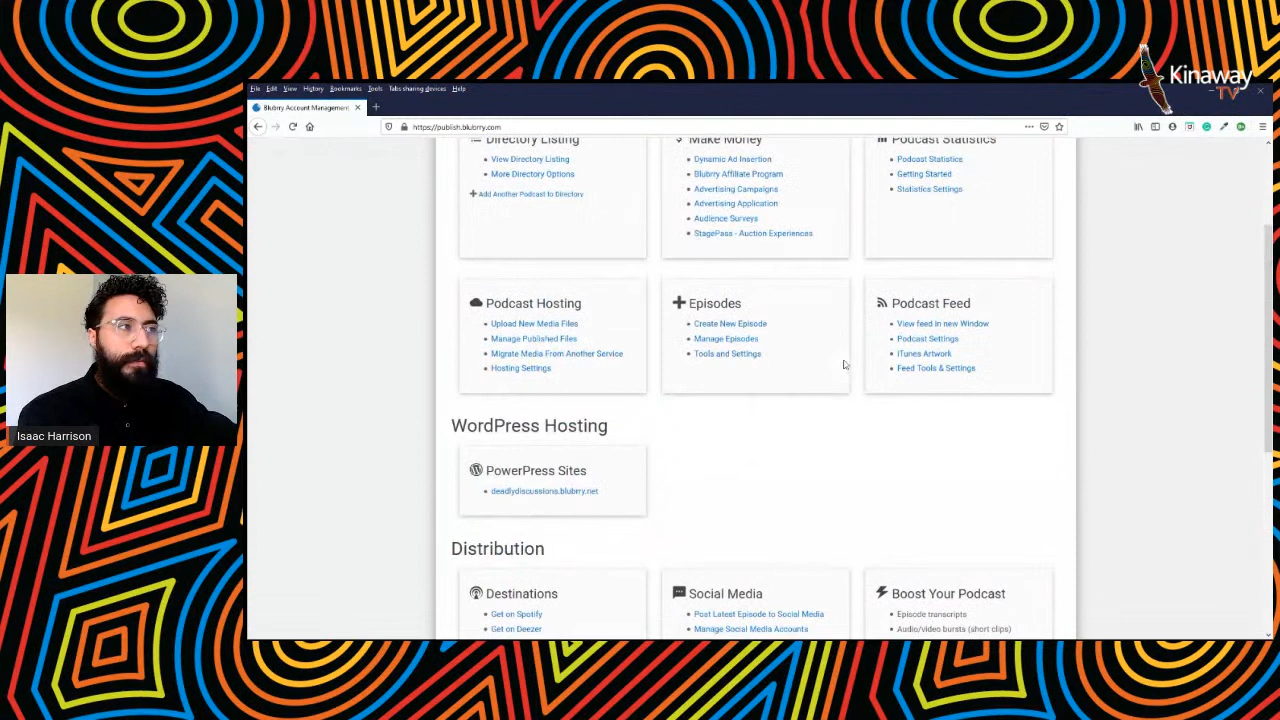 Kinaway
TV
File Edit View History Bookmarks Tools Tabs sharing devices Help
Blubrry Account Management
https://publish.blubrry.com
Directory Listing
View Directory Listing
More Directory Options
Add Another Podcast to Directory
Make Money
Dynamic Ad Insertion
Blubrry Affiliate Program
Advertising Campaigns
Advertising Application
Audience Surveys
StagePass - Auction Experiences
Podcast Statistics
Podcast Statistics
Getting Started
Statistics Settings
Podcast Hosting
Upload New Media Files
Manage Published Files
Migrate Media From Another Service
Hosting Settings
Episodes
Create New Episode
Manage Episodes
Tools and Settings
Podcast Feed
View feed in new Window
Podcast Settings
iTunes Artwork
Feed Tools & Settings
Isaac Harrison
WordPress Hosting
PowerPress Sites
deadlydiscussions.blubrry.net
Distribution
Destinations
Get on Spotify
Get on Deezer
Social Media
Post Latest Episode to Social Media
Manage Social Media Accounts
Boost Your Podcast
Episode transcripts
Audio/video bursts (short clips)